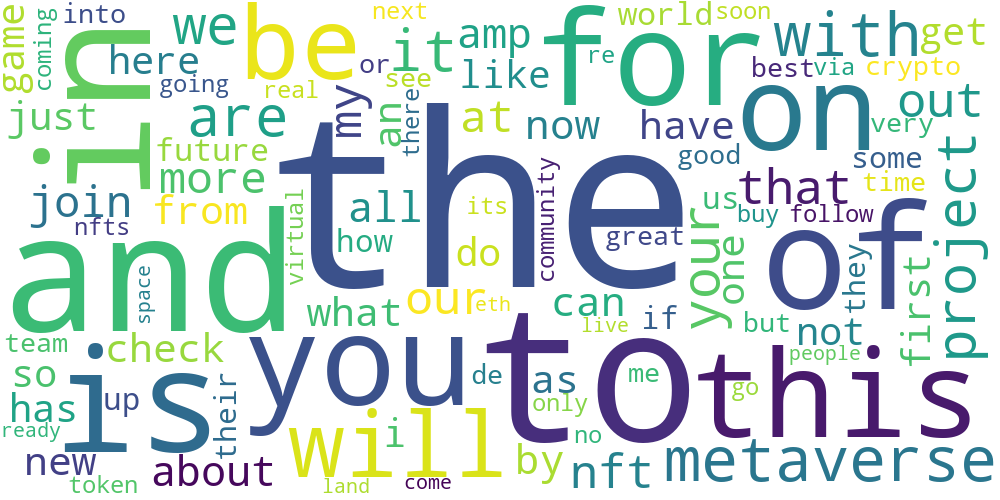 into
next
world
soon
game
coming
in
we
be
it
amp
for
with
get
here
or
see
like
re
best
via
crypto
going
real
my
an
there
on
out
just
are
at
now
have
very
future
more
all
the
good
some
join
from
that
time
nfts
virtual
its
community
us
buy
follow
how
do
great
your
one
of
they
project
and
space
what
our
eth
can
if
but
not
first
team
check
live
people
so
is
you
to
this
de
as
me
go
has
up
their
only
ready
will
i
no
new
about
by
nft
metaverse
token
land
come